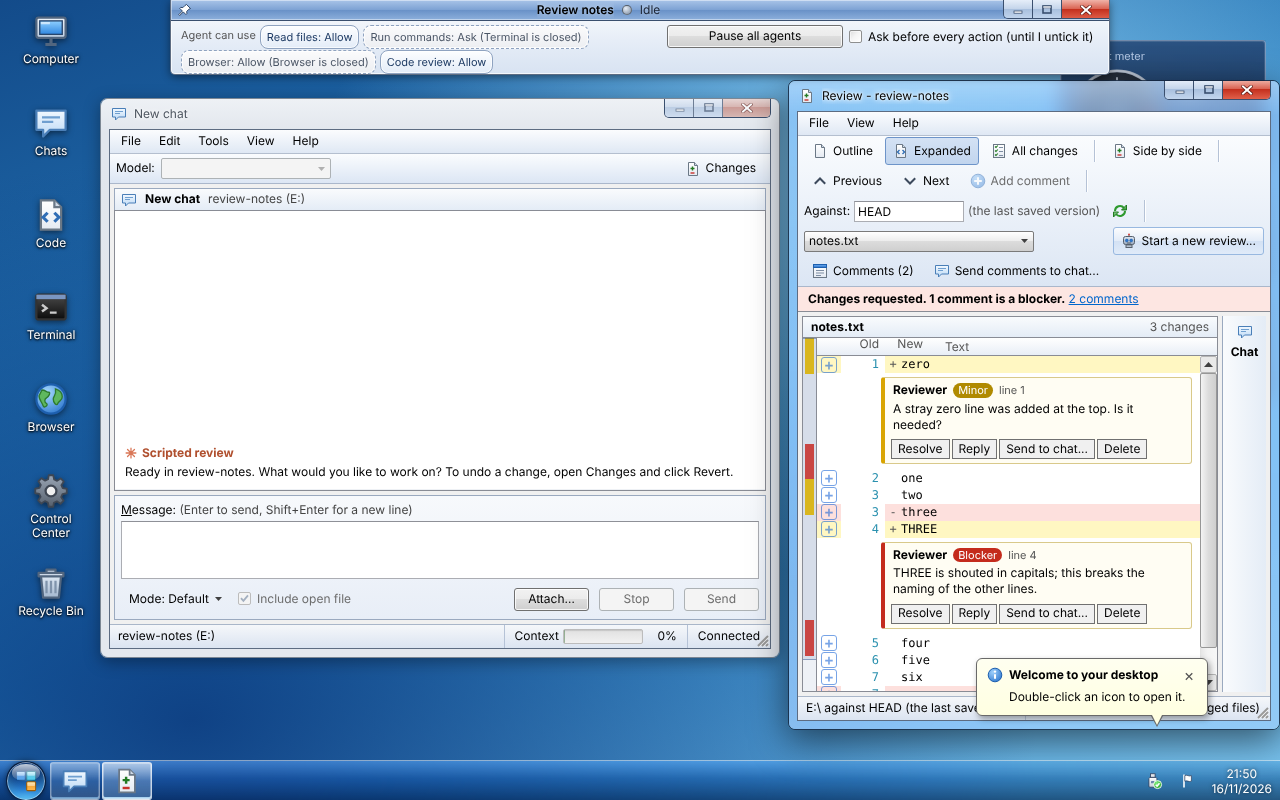 Review notes Idle
Agent can use Read files: Allow Run commands: Ask (Terminal is closed)
Browser: Allow (Browser is closed) Code review: Allow
Pause all agents Ask before every action (until I untick it)
meter
Computer
Chats
Code
Terminal
Browser
Control
Center
Recycle Bin
New chat
File Edit Tools View Help
Model: Changes
New chat review-notes (E:)
Scripted review
Ready in review-notes. What would you like to work on? To undo a change, open Changes and click Revert.
Message: (Enter to send, Shift+Enter for a new line)
Mode: Default Include open file Attach... Stop Send
review-notes (E:) Context 0% Connected
Review - review-notes
File View Help
Outline Expanded All changes Side by side
Previous Next Add comment
Against: HEAD (the last saved version)
notes.txt Start a new review...
Comments (2) Send comments to chat...
Changes requested. 1 comment is a blocker. 2 comments
notes.txt 3 changes
Chat
Old New Text
1 + zero
Reviewer Minor line 1
A stray zero line was added at the top. Is it
needed?
Resolve Reply Send to chat... Delete
2 one
3 two
3 - three
4 + THREE
Reviewer Blocker line 4
THREE is shouted in capitals; this breaks the
naming of the other lines.
Resolve Reply Send to chat... Delete
5 four
6 five
7 six
Welcome to your desktop
Double-click an icon to open it.
E:\ against HEAD (the last files)
21:50
16/11/2026